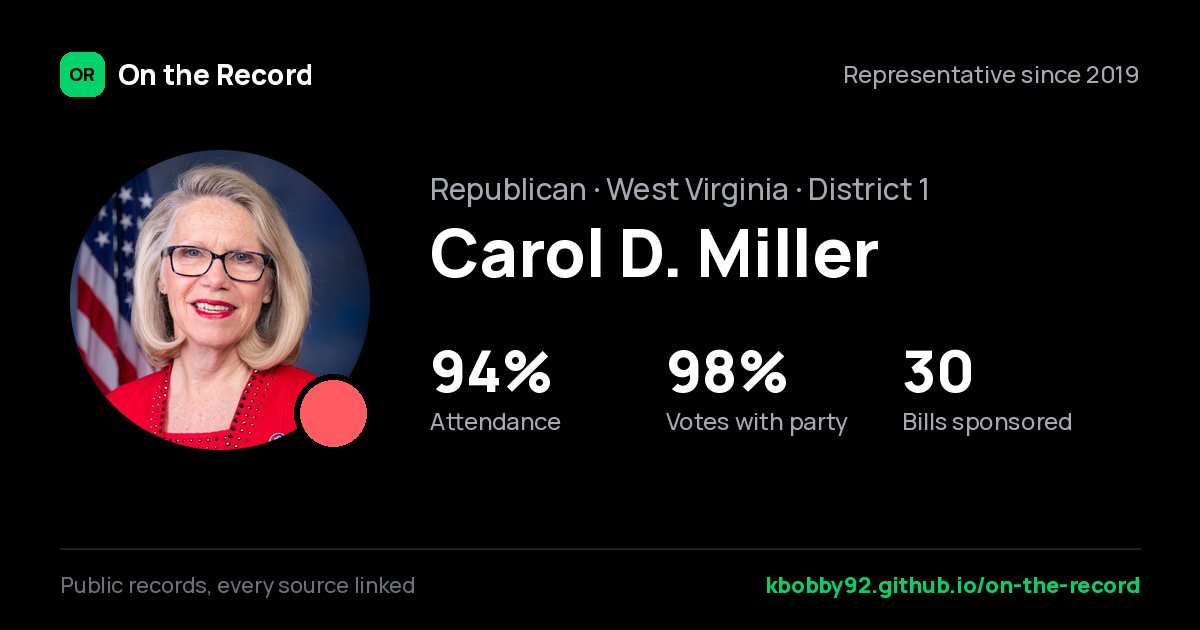 OR On the Record
Representative since 2019
Republican · West Virginia · District 1
Carol D. Miller
94% 98% 30
Attendance Votes with party Bills sponsored
Public records, every source linked
kbobby92.github.io/on-the-record